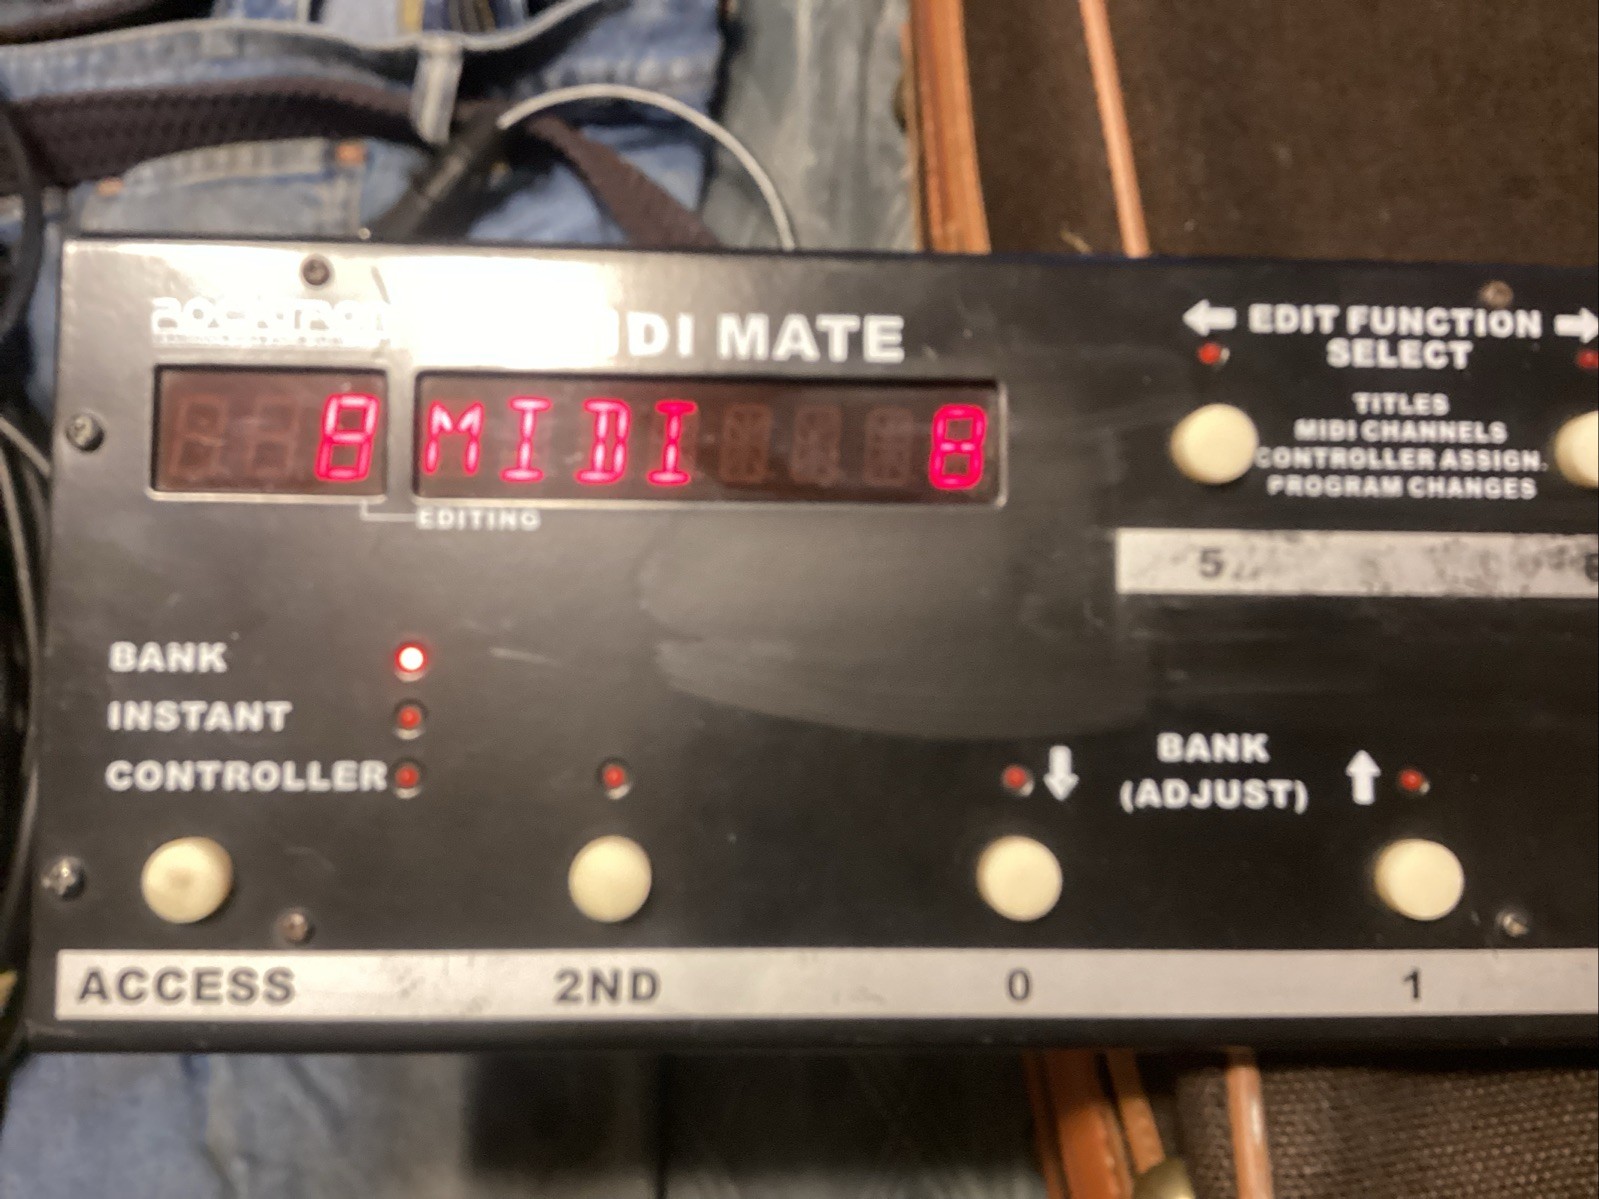 ROCKTRON
DI MATE
8 MIDI 8
EDITING
EDIT FUNCTION
SELECT
TITLES
MIDI CHANNELS
CONTROLLER ASSIGN.
PROGRAM CHANGES
5
BANK
INSTANT
CONTROLLER
BANK
(ADJUST)
ACCESS 2ND 0 1